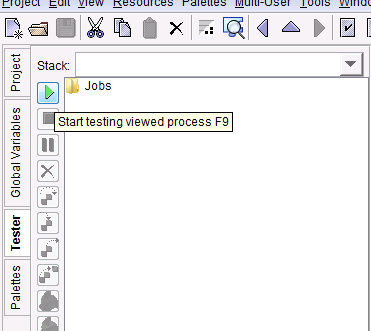 Project Edit View Resources Palettes Multi-User Tools Window
Project
Stack:
Jobs
Start testing viewed process F9
Global Variables
Tester
Palettes